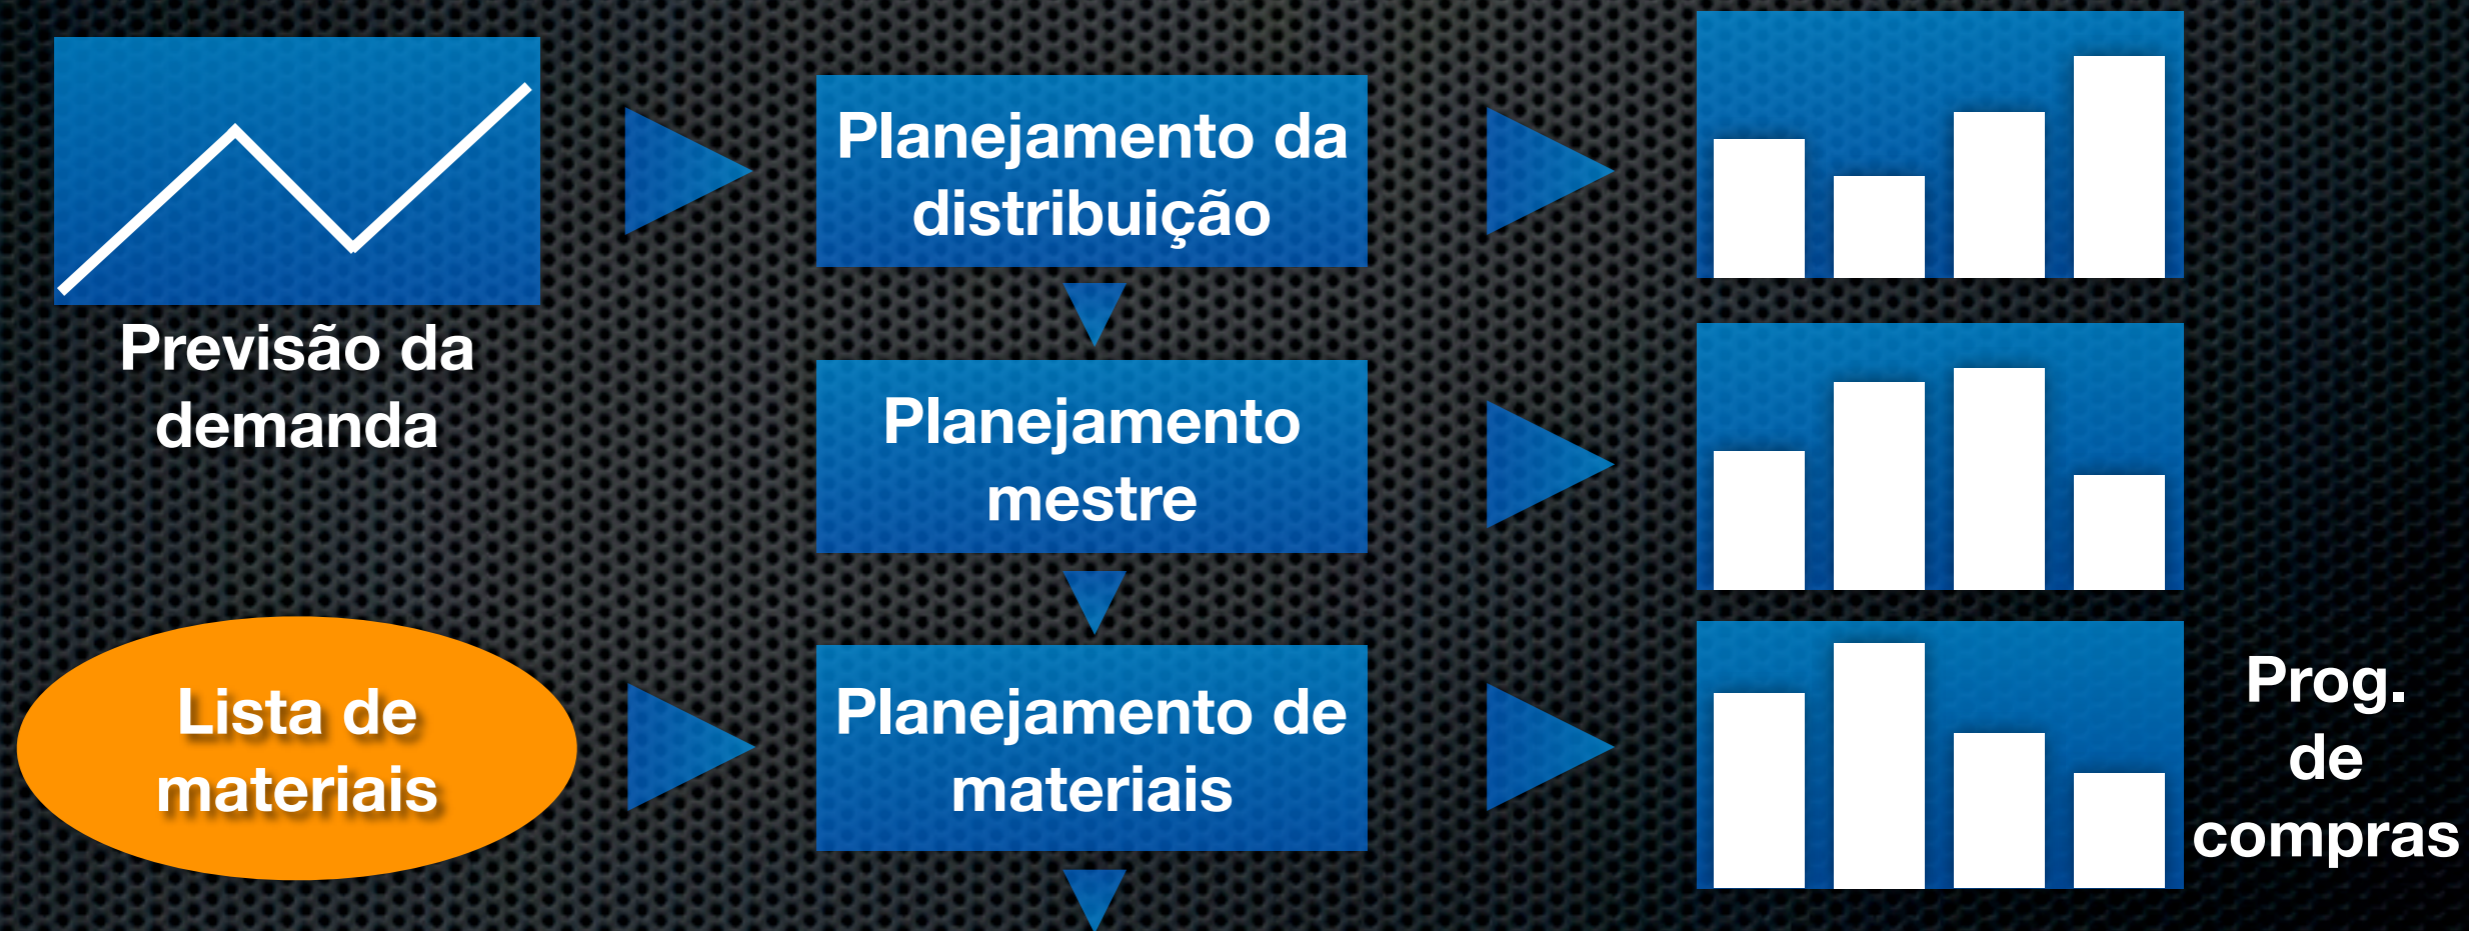 Planejamento da
distribuição
Previsão da
demanda
Planejamento
mestre
Lista de
materiais
Planejamento de
materiais
Prog.
de
compras